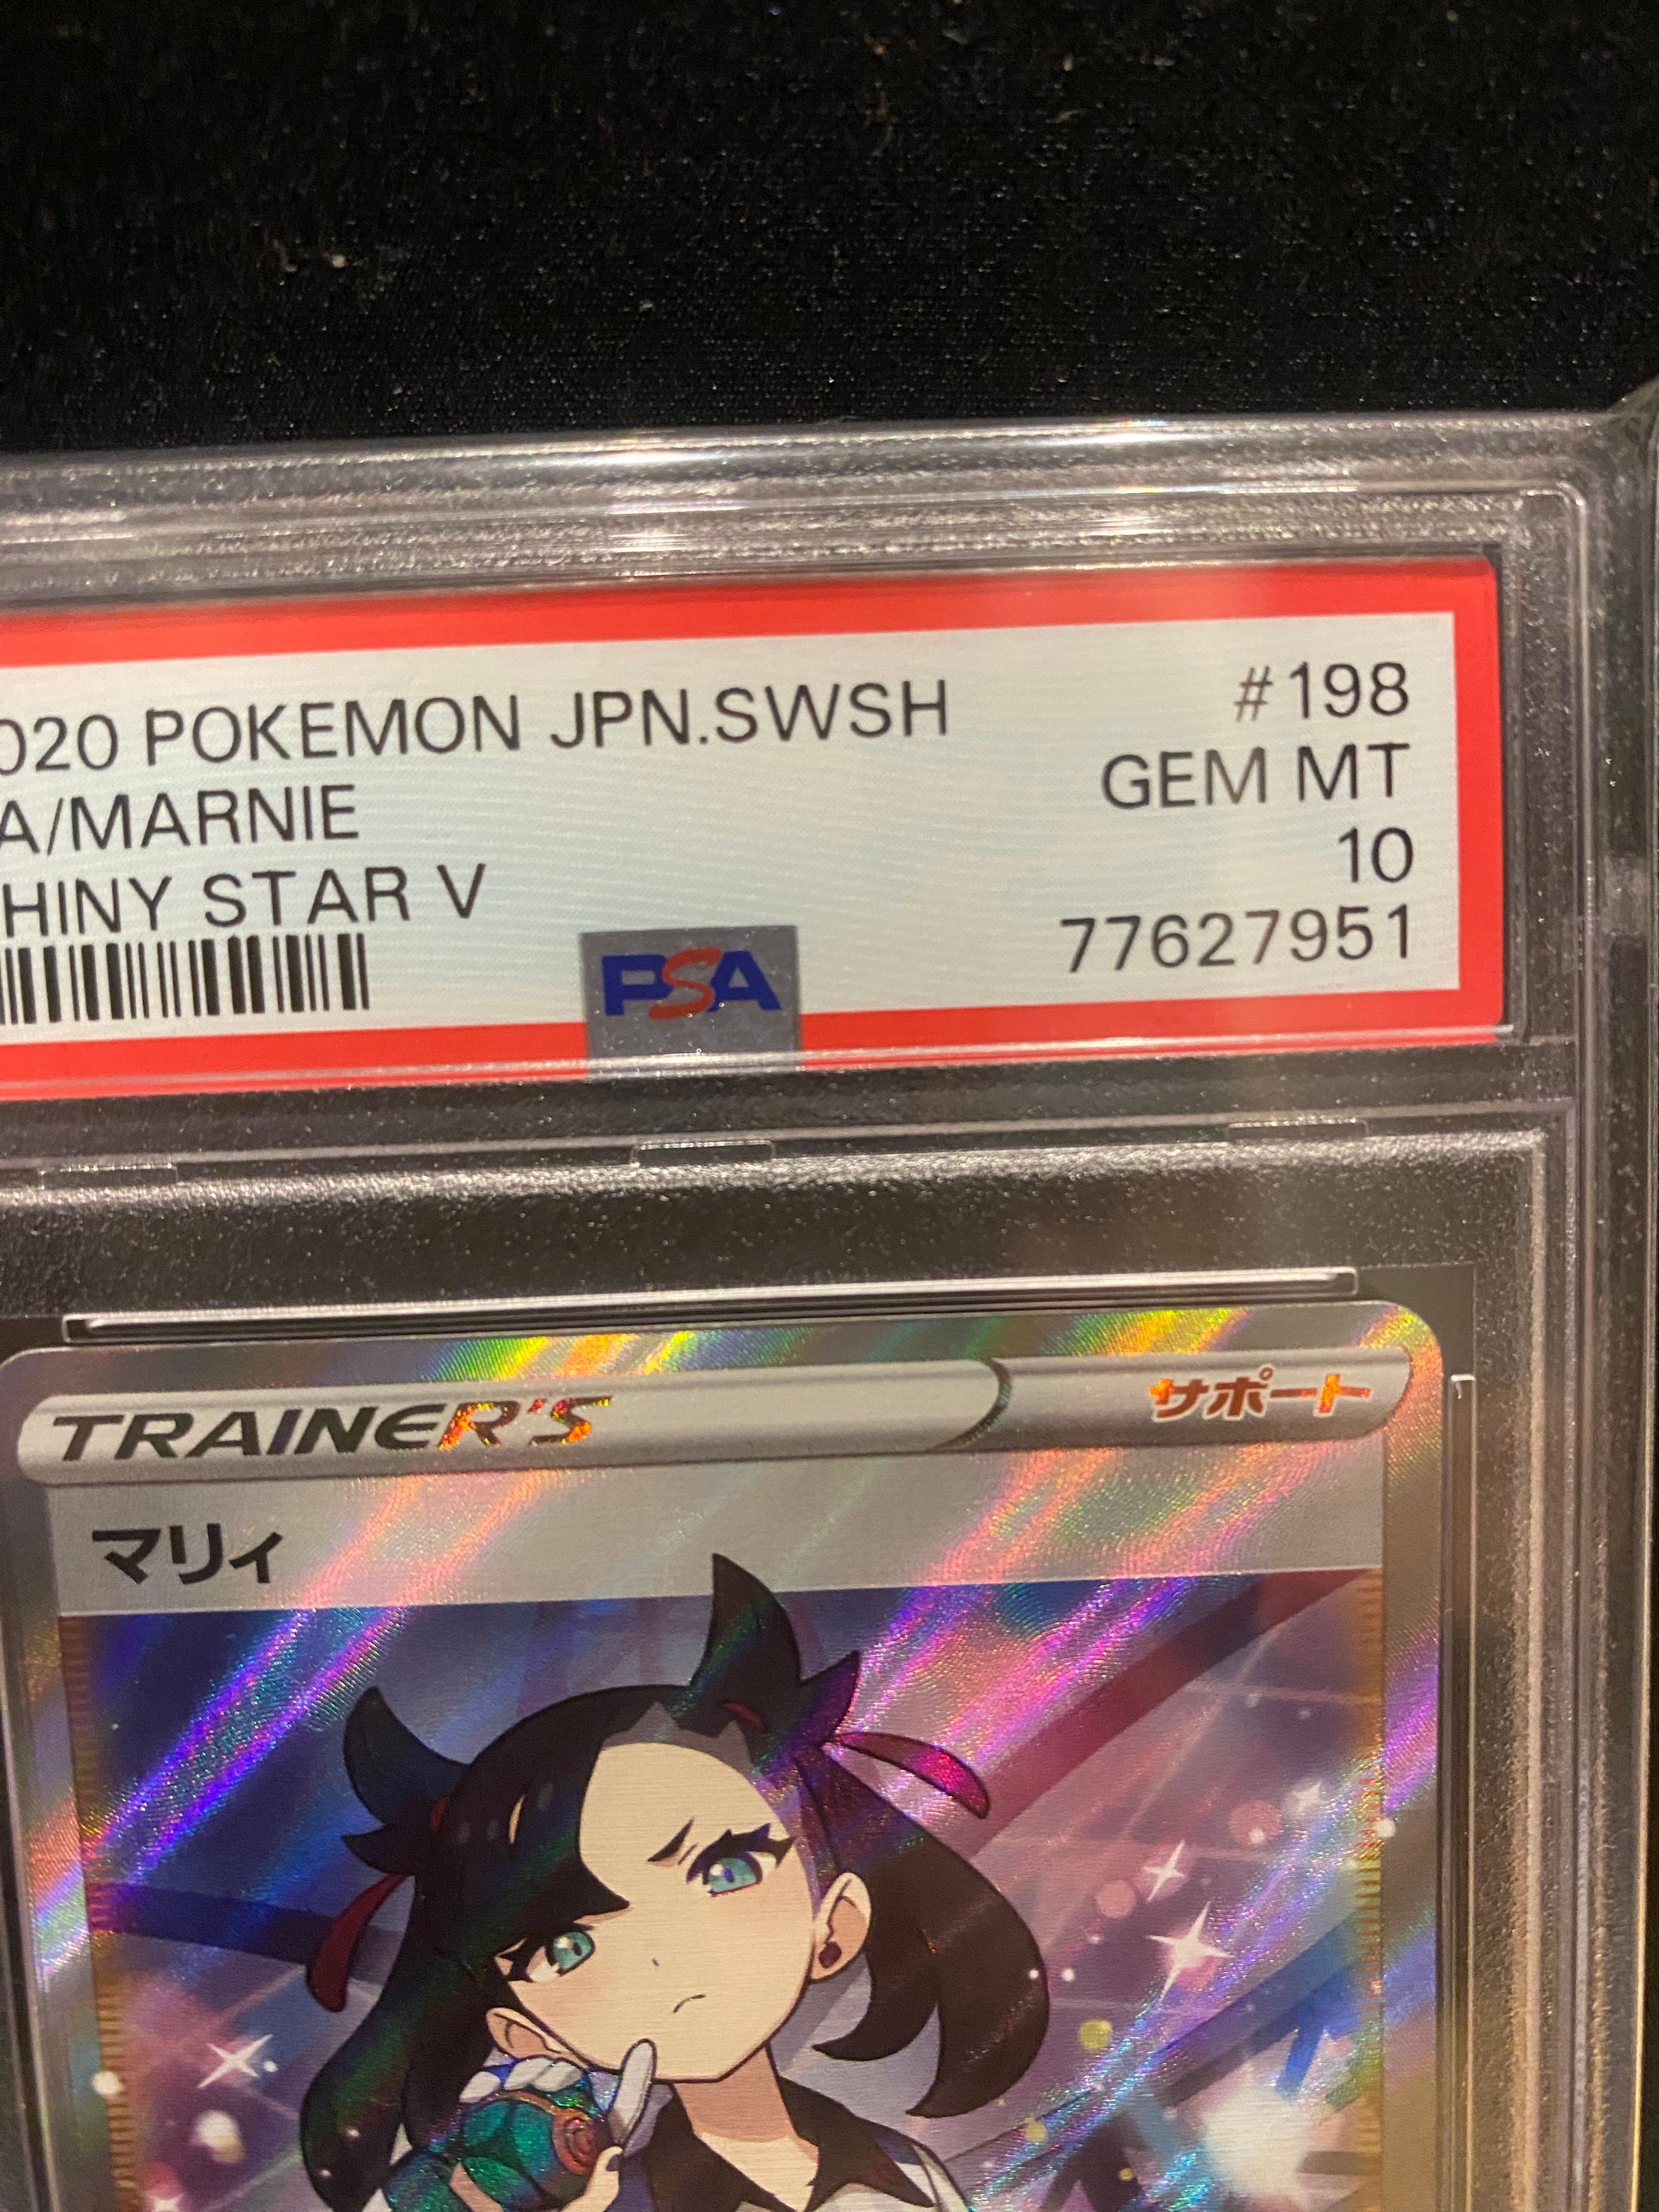 020 POKEMON JPN.SWSH #198
A/MARNIE GEM MT
HINY STAR V 10
PSA 77627951
TRAINER'S サポート
マリィ